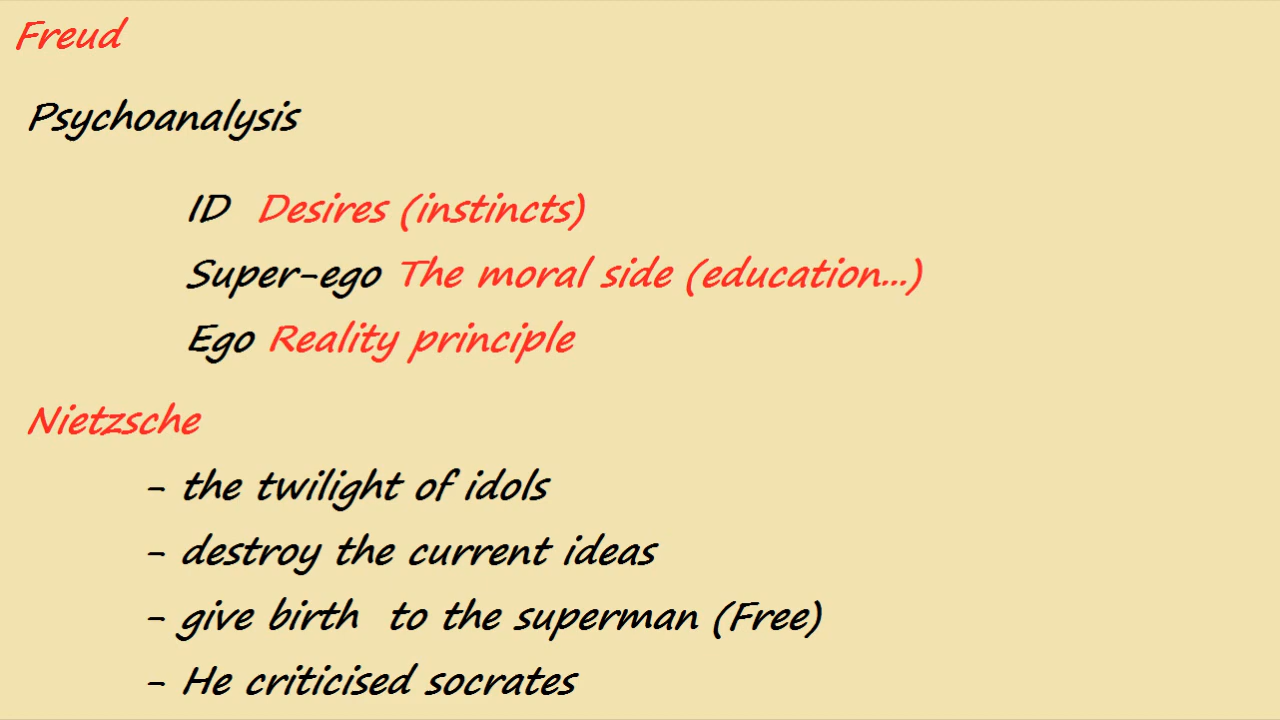 Freud
Psychoanalysis
ID Desires (instincts)
Super-ego The moral side (education...)
Ego Reality principle
Nietzsche
- the twilight of idols
- destroy the current ideas
- give birth to the superman (Free)
- He criticised socrates